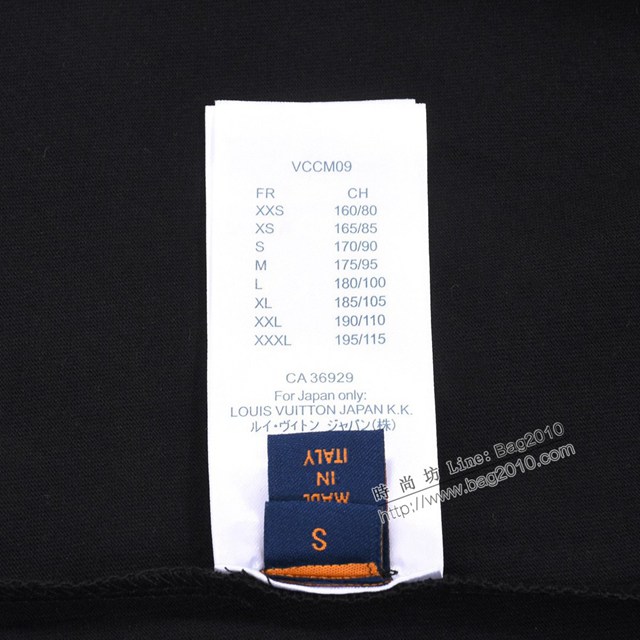 VCCM09
FR CH
XXS 160/80
XS 165/85
S 170/90
M 175/95
L 180/100
XL 185/105
XXL 190/110
XXXL 195/115
CA 36929
For Japan only:
LOUIS VUITTON JAPAN K.K.
ルイ・ヴィトン ジャパン(株)
MADE
IN
ITALY
S
時尚坊 Line: Bag2010
http://www.bag2010.com